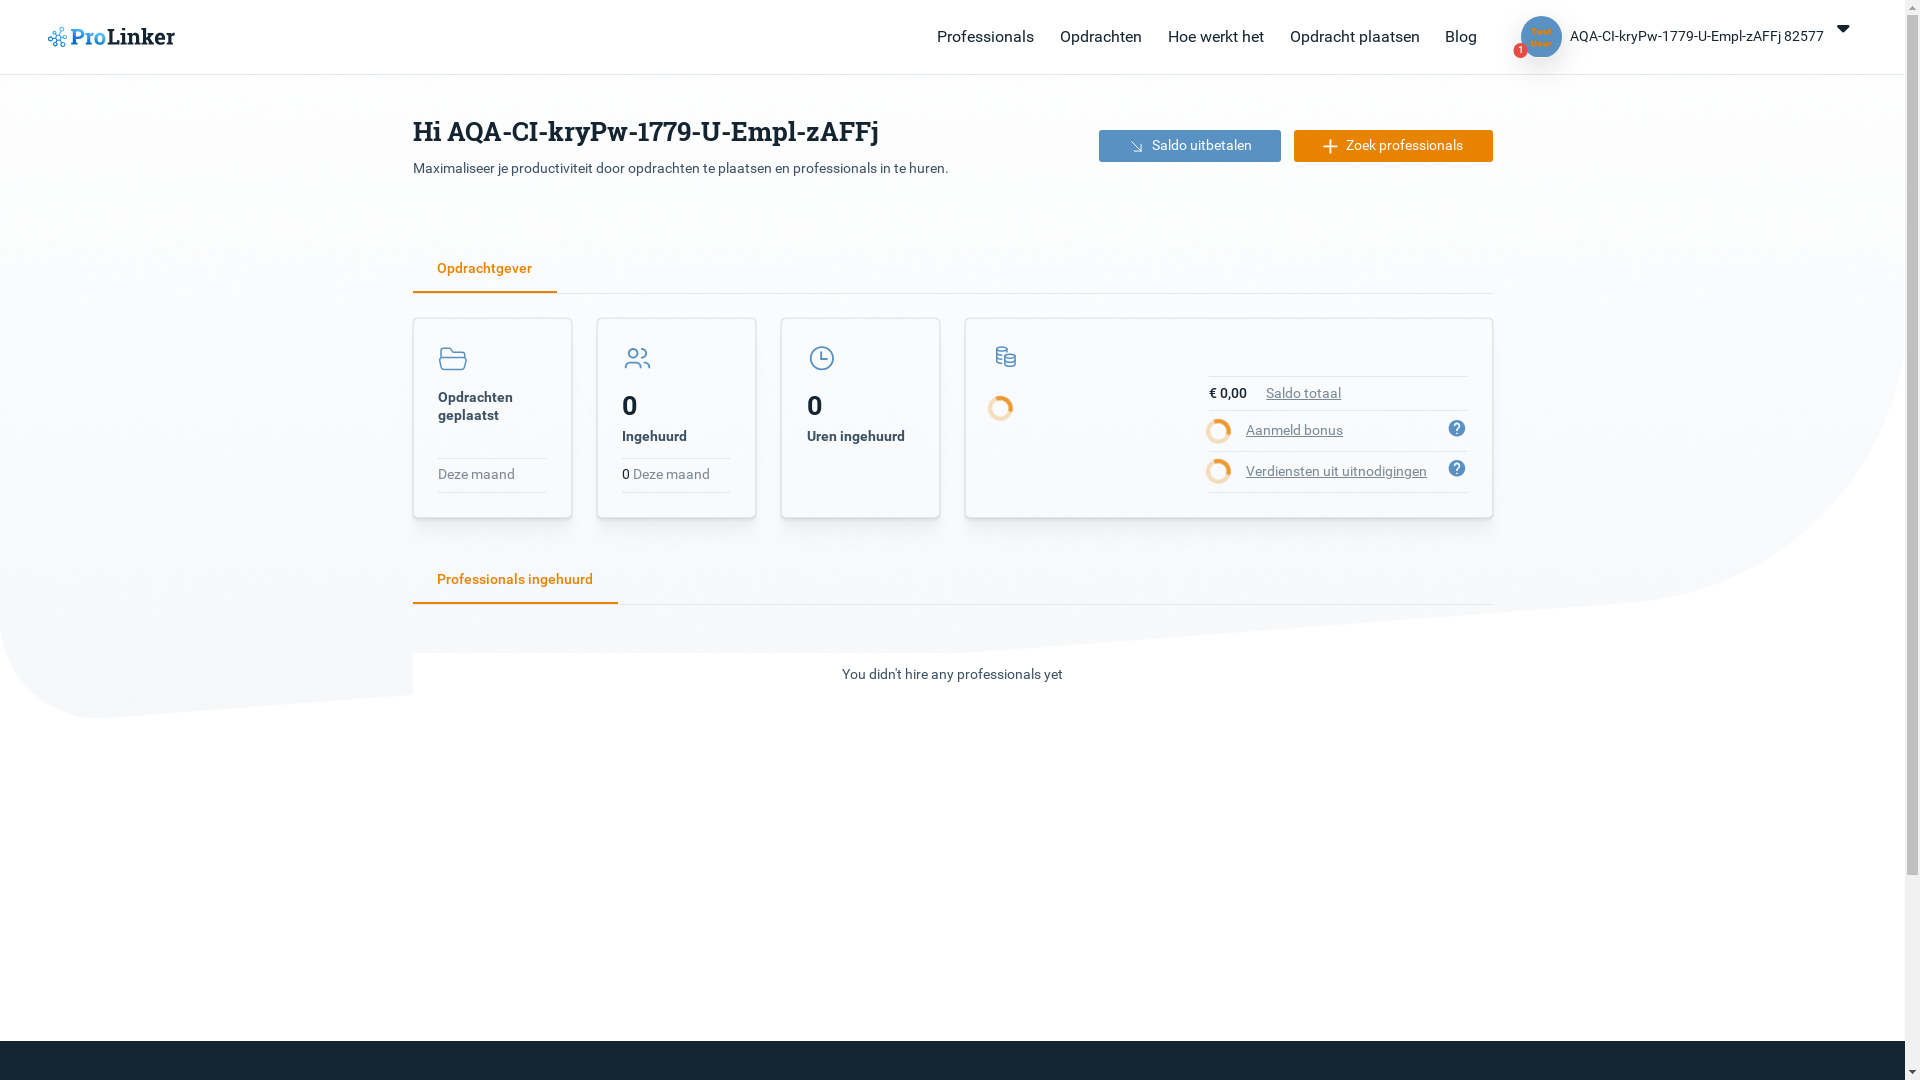 ProLinker
Professionals
Opdrachten
Hoe werkt het
Opdracht plaatsen
Blog
Test
User
1
AQA-CI-kryPw-1779-U-Empl-zAFFj 82577
Hi AQA-CI-kryPw-1779-U-Empl-zAFFj
Maximaliseer je productiviteit door opdrachten te plaatsen en professionals in te huren.
Saldo uitbetalen
Zoek professionals
Opdrachtgever
Opdrachten
geplaatst
Deze maand
0
Ingehuurd
0 Deze maand
0
Uren ingehuurd
€ 0,00 Saldo totaal
Aanmeld bonus
?
Verdiensten uit uitnodigingen
?
Professionals ingehuurd
You didn't hire any professionals yet